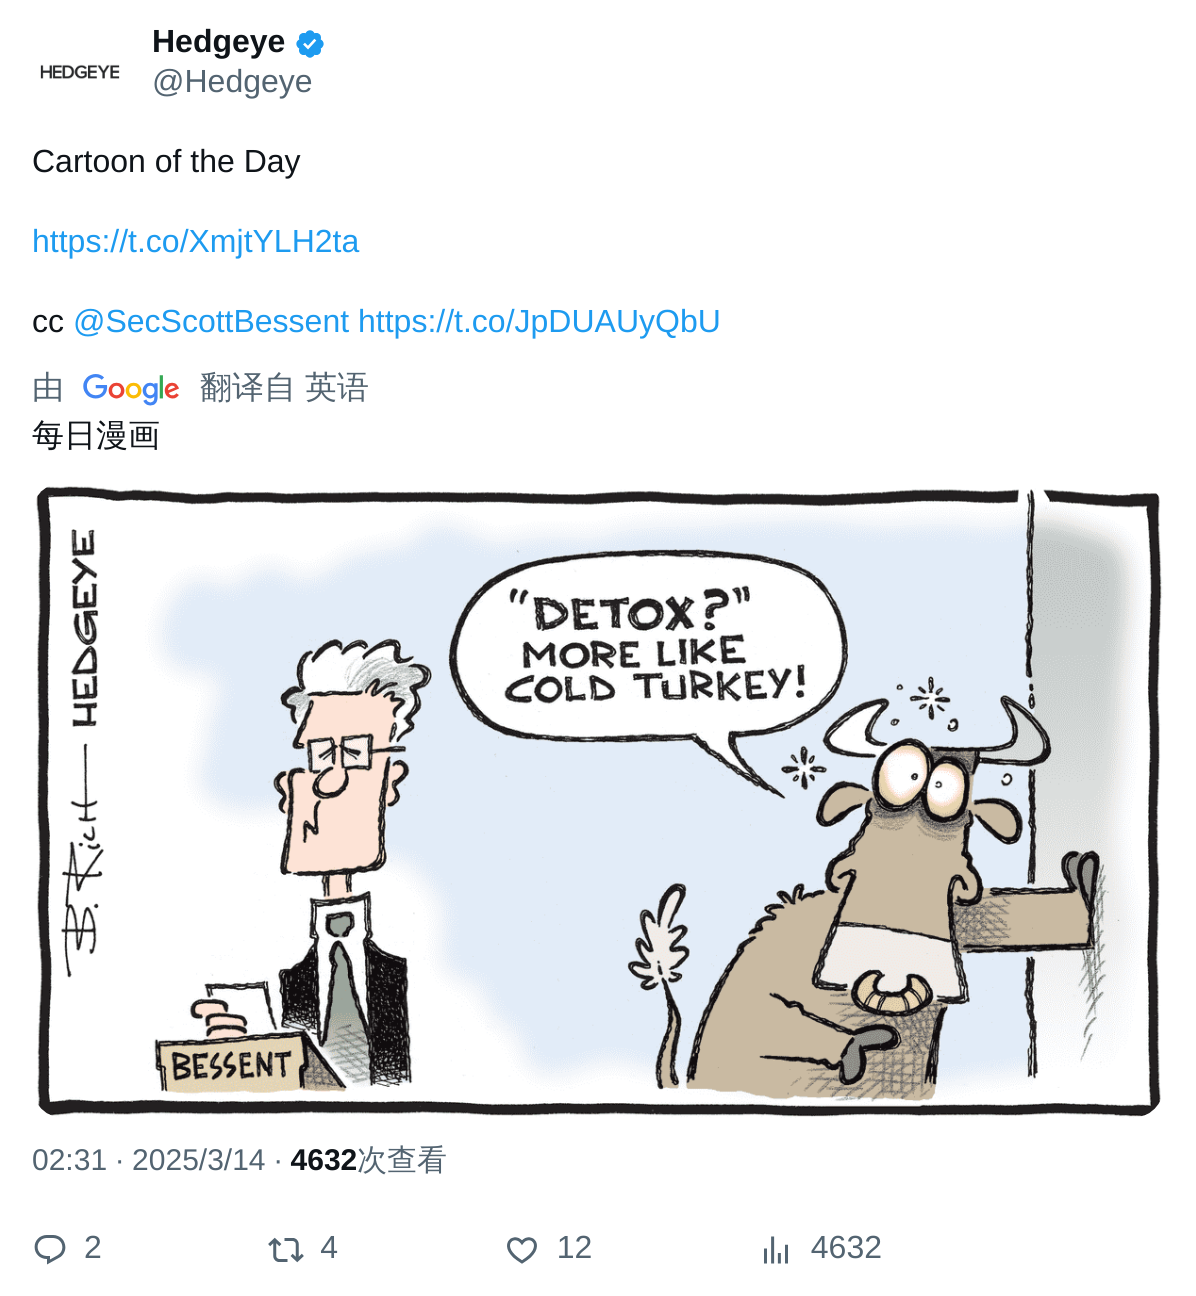 Hedgeye
HEDGEYE
@Hedgeye
Cartoon of the Day
https://t.co/XmjtYLH2ta
cc @SecScottBessent https://t.co/JpDUAUyQbU
由 Google 翻译自 英语
每日漫画
B. Rich — HEDGEYE
"DETOX?"
MORE LIKE
COLD TURKEY!
BESSENT
02:31 · 2025/3/14 · 4632次查看
2 4 12 4632